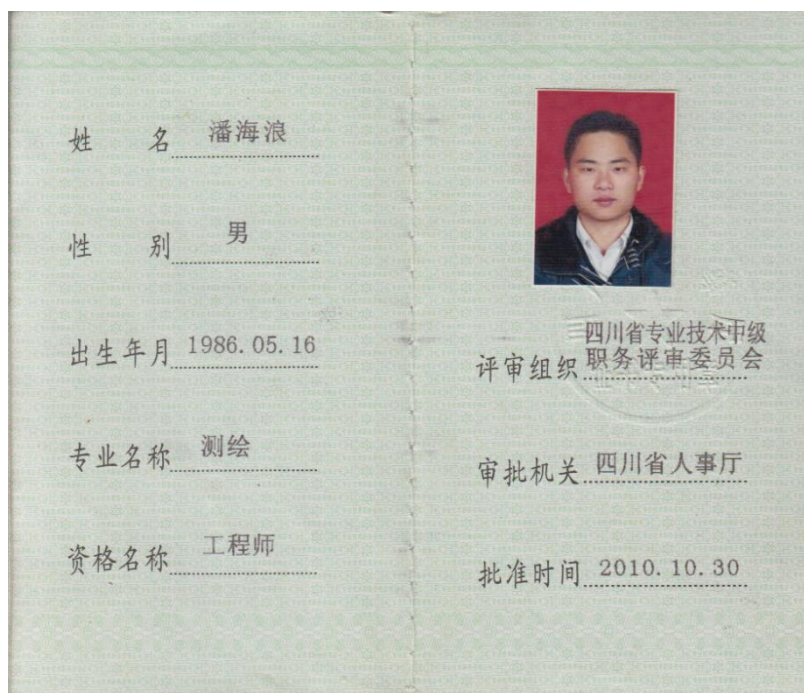 姓 名 潘海浪
性 别 男
出生年月 1986.05.16
专业名称 测绘
资格名称 工程师
四川省专业技术中级
评审组织 职务评审委员会
审批机关 四川省人事厅
批准时间 2010.10.30